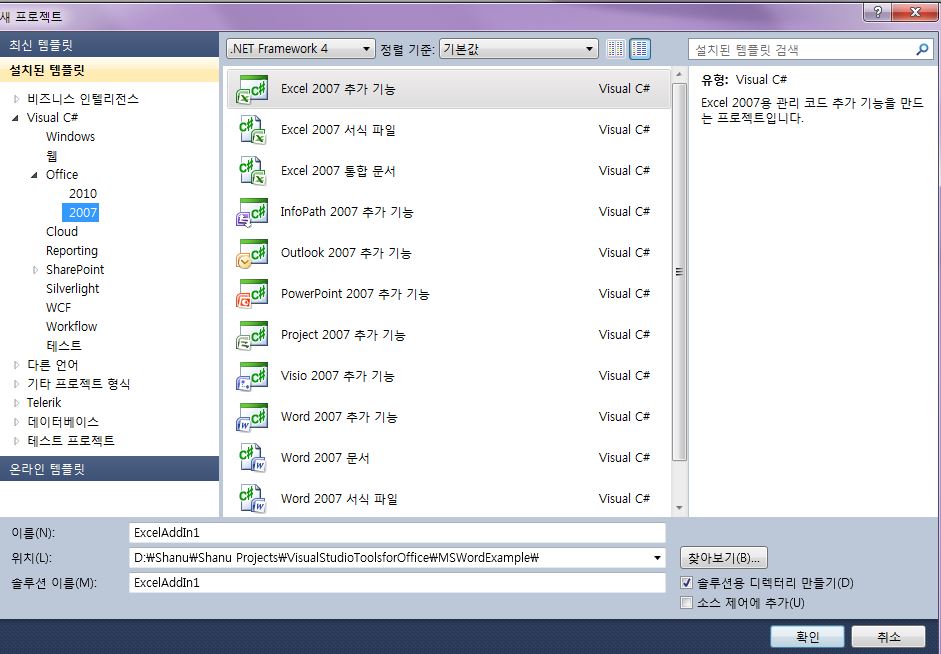 새 프로젝트
최신 템플릿
.NET Framework 4
정렬 기준:
기본값
설치된 템플릿 검색
설치된 템플릿
비즈니스 인텔리전스
Visual C#
Windows
웹
Office
2010
2007
Cloud
Reporting
SharePoint
Silverlight
WCF
Workflow
테스트
다른 언어
기타 프로젝트 형식
Telerik
데이터베이스
테스트 프로젝트
온라인 템플릿
Excel 2007 추가 기능 Visual C#
Excel 2007 서식 파일 Visual C#
Excel 2007 통합 문서 Visual C#
InfoPath 2007 추가 기능 Visual C#
Outlook 2007 추가 기능 Visual C#
PowerPoint 2007 추가 기능 Visual C#
Project 2007 추가 기능 Visual C#
Visio 2007 추가 기능 Visual C#
Word 2007 추가 기능 Visual C#
Word 2007 문서 Visual C#
Word 2007 서식 파일 Visual C#
유형: Visual C#
Excel 2007용 관리 코드 추가 기능을 만드
는 프로젝트입니다.
이름(N): ExcelAddIn1
위치(L): D:₩Shanu₩Shanu Projects₩VisualStudioToolsforOffice₩MSWordExample₩
찾아보기(B)...
솔루션 이름(M): ExcelAddIn1
솔루션용 디렉터리 만들기(D)
소스 제어에 추가(U)
확인
취소